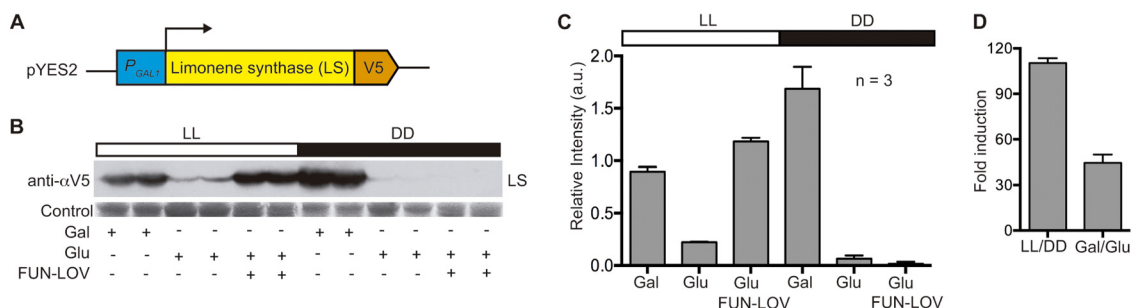 A
pYES2
P GAL1
Limonene synthase (LS)
V5
B
LL
DD
anti-αV5
LS
Control
Gal + + - - - - + + - - - -
Glu - - + + + + - - + + + +
FUN-LOV - - - - + + - - - - + +
C
LL
DD
2.0
1.5
1.0
0.5
0.0
Relative Intensity (a.u.)
n = 3
Gal
Glu
Glu
FUN-LOV
Gal
Glu
Glu
FUN-LOV
D
120
90
60
30
0
Fold induction
LL/DD
Gal/Glu